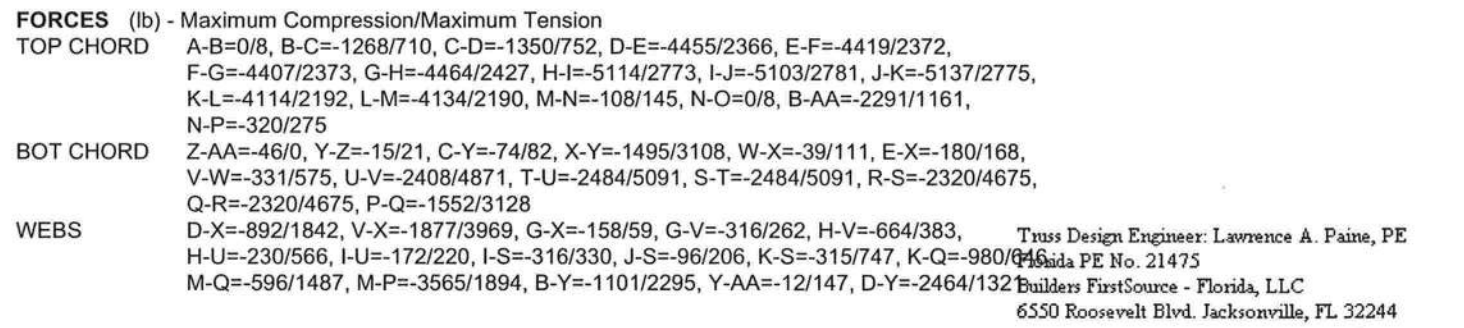 FORCES (lb) - Maximum Compression/Maximum Tension
TOP CHORD A-B=0/8, B-C=-1268/710, C-D=-1350/752, D-E=-4455/2366, E-F=-4419/2372,
F-G=-4407/2373, G-H=-4464/2427, H-I=-5114/2773, I-J=-5103/2781, J-K=-5137/2775,
K-L=-4114/2192, L-M=-4134/2190, M-N=-108/145, N-O=0/8, B-AA=-2291/1161,
N-P=-320/275
BOT CHORD Z-AA=-46/0, Y-Z=-15/21, C-Y=-74/82, X-Y=-1495/3108, W-X=-39/111, E-X=-180/168,
V-W=-331/575, U-V=-2408/4871, T-U=-2484/5091, S-T=-2484/5091, R-S=-2320/4675,
Q-R=-2320/4675, P-Q=-1552/3128
WEBS D-X=-892/1842, V-X=-1877/3969, G-X=-158/59, G-V=-316/262, H-V=-664/383,
H-U=-230/566, I-U=-172/220, I-S=-316/330, J-S=-96/206, K-S=-315/747, K-Q=-980/646,
M-Q=-596/1487, M-P=-3565/1894, B-Y=-1101/2295, Y-AA=-12/147, D-Y=-2464/1321
Truss Design Engineer: Lawrence A. Paine, PE
Florida PE No. 21475
Builders FirstSource - Florida, LLC
6550 Roosevelt Blvd. Jacksonville, FL 32244